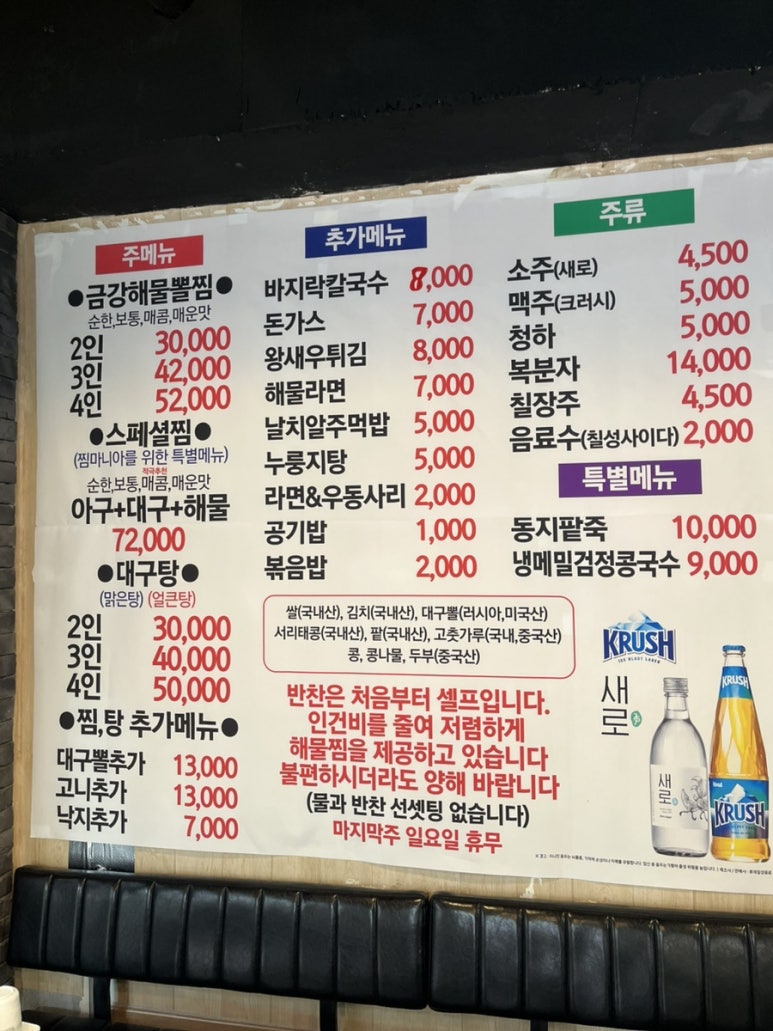 주메뉴
●금강해물뽈찜●
순한,보통,매콤,매운맛
2인 30,000
3인 42,000
4인 52,000
●스페셜찜●
(찜마니아를 위한 특별메뉴)
적극추천
순한,보통,매콤,매운맛
아구+대구+해물
72,000
●대구탕●
(맑은탕) (얼큰탕)
2인 30,000
3인 40,000
4인 50,000
●찜,탕 추가메뉴●
대구뽈추가 13,000
고니추가 13,000
낙지추가 7,000
추가메뉴
바지락칼국수 8,000
돈가스 7,000
왕새우튀김 8,000
해물라면 7,000
날치알주먹밥 5,000
누룽지탕 5,000
라면&우동사리 2,000
공기밥 1,000
볶음밥 2,000
쌀(국내산), 김치(국내산), 대구뽈(러시아,미국산)
서리태콩(국내산), 팥(국내산), 고춧가루(국내,중국산)
콩, 콩나물, 두부(중국산)
반찬은 처음부터 셀프입니다.
인건비를 줄여 저렴하게
해물찜을 제공하고 있습니다
불편하시더라도 양해 바랍니다
(물과 반찬 선셋팅 없습니다)
마지막주 일요일 휴무
주류
소주(새로) 4,500
맥주(크러시) 5,000
청하 5,000
복분자 14,000
칠장주 4,500
음료수(칠성사이다) 2,000
특별메뉴
동지팥죽 10,000
냉메밀검정콩국수 9,000
KRUSH
새로
KRUSH
새로
KRUSH